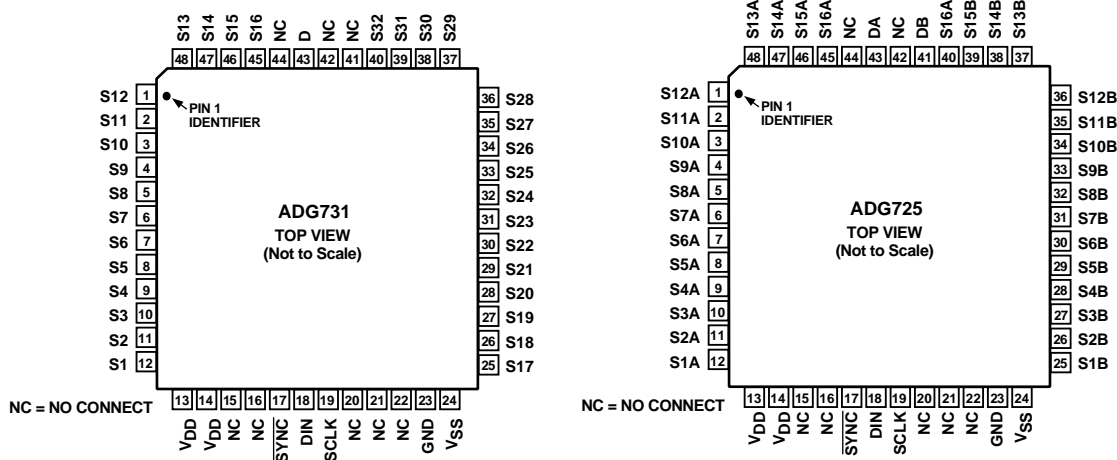 S13 S14 S15 S16 NC D NC NC S32 S31 S30 S29
48 47 46 45 44 43 42 41 40 39 38 37
S12 1
S11 2
S10 3
S9 4
S8 5
S7 6
S6 7
S5 8
S4 9
S3 10
S2 11
S1 12
PIN 1
IDENTIFIER
ADG731
TOP VIEW
(Not to Scale)
36 S28
35 S27
34 S26
33 S25
32 S24
31 S23
30 S22
29 S21
28 S20
27 S19
26 S18
25 S17
13 14 15 16 17 18 19 20 21 22 23 24
VDD VDD NC NC SYNC DIN SCLK NC NC NC GND VSS
NC = NO CONNECT
S13A S14A S15A S16A NC DA NC DB S16A S15B S14B S13B
48 47 46 45 44 43 42 41 40 39 38 37
S12A 1
S11A 2
S10A 3
S9A 4
S8A 5
S7A 6
S6A 7
S5A 8
S4A 9
S3A 10
S2A 11
S1A 12
PIN 1
IDENTIFIER
ADG725
TOP VIEW
(Not to Scale)
36 S12B
35 S11B
34 S10B
33 S9B
32 S8B
31 S7B
30 S6B
29 S5B
28 S4B
27 S3B
26 S2B
25 S1B
13 14 15 16 17 18 19 20 21 22 23 24
VDD VDD NC NC SYNC DIN SCLK NC NC NC GND VSS
NC = NO CONNECT